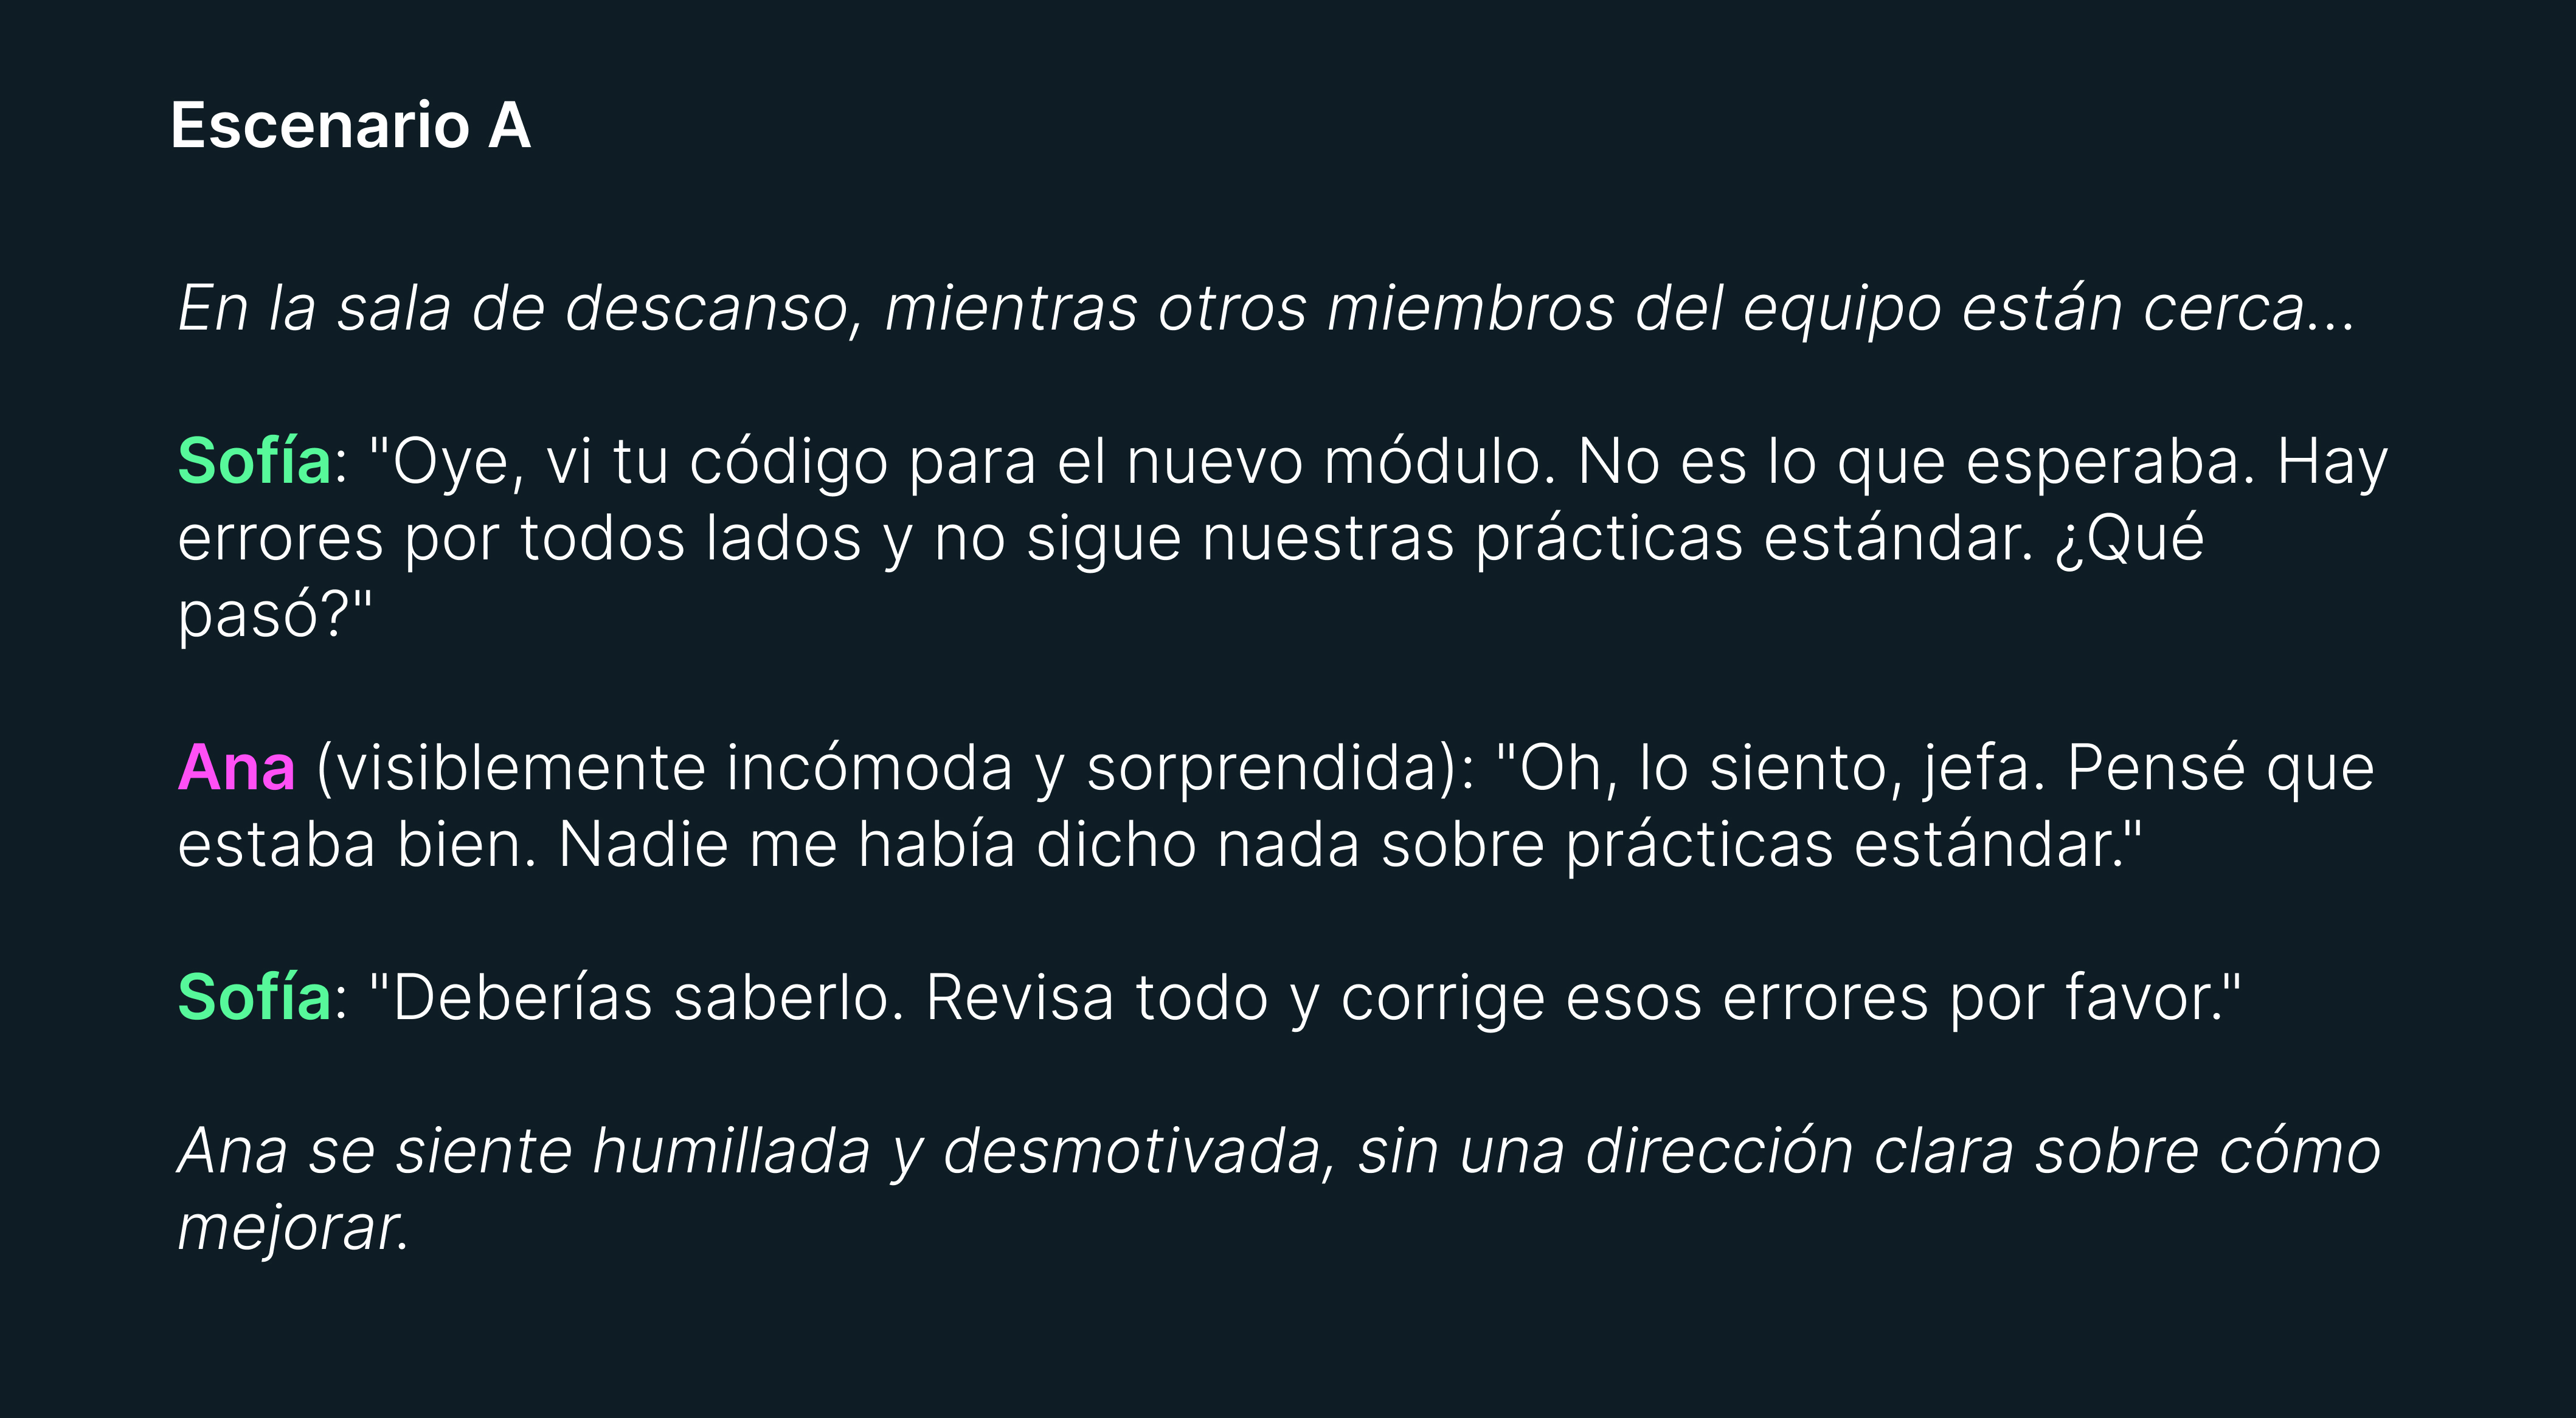 Escenario A
En la sala de descanso, mientras otros miembros del equipo están cerca...
Sofía: "Oye, vi tu código para el nuevo módulo. No es lo que esperaba. Hay
errores por todos lados y no sigue nuestras prácticas estándar. ¿Qué
pasó?"
Ana (visiblemente incómoda y sorprendida): "Oh, lo siento, jefa. Pensé que
estaba bien. Nadie me había dicho nada sobre prácticas estándar."
Sofía: "Deberías saberlo. Revisa todo y corrige esos errores por favor."
Ana se siente humillada y desmotivada, sin una dirección clara sobre cómo
mejorar.